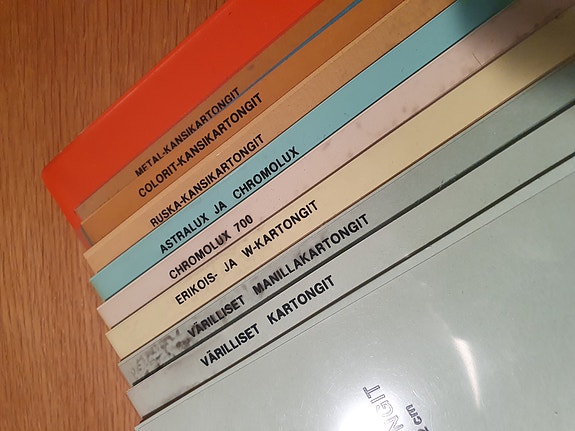 METAL-KANSIKARTONGIT
COLORIT-KANSIKARTONGIT
RUSKA-KANSIKARTONGIT
ASTRALUX JA CHROMOLUX
CHROMOLUX 700
ERIKOIS- JA W-KARTONGIT
VÄRILLISET MANILLAKARTONGIT
VÄRILLISET KARTONGIT